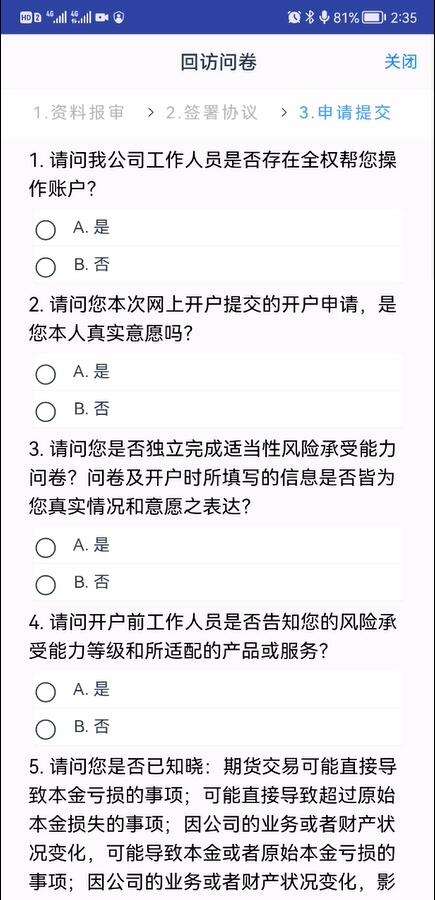 HD 2 4G 4G 81% 2:35
回访问卷 关闭
1.资料报审 > 2.签署协议 > 3.申请提交
1. 请问我公司工作人员是否存在全权帮您操
作账户？
A. 是
B. 否
2. 请问您本次网上开户提交的开户申请，是
您本人真实意愿吗？
A. 是
B. 否
3. 请问您是否独立完成适当性风险承受能力
问卷？问卷及开户时所填写的信息是否皆为
您真实情况和意愿之表达？
A. 是
B. 否
4. 请问开户前工作人员是否告知您的风险承
受能力等级和所适配的产品或服务？
A. 是
B. 否
5. 请问您是否已知晓：期货交易可能直接导
致本金亏损的事项；可能直接导致超过原始
本金损失的事项；因公司的业务或者财产状
况变化，可能导致本金或者原始本金亏损的
事项；因公司的业务或者财产状况变化，影